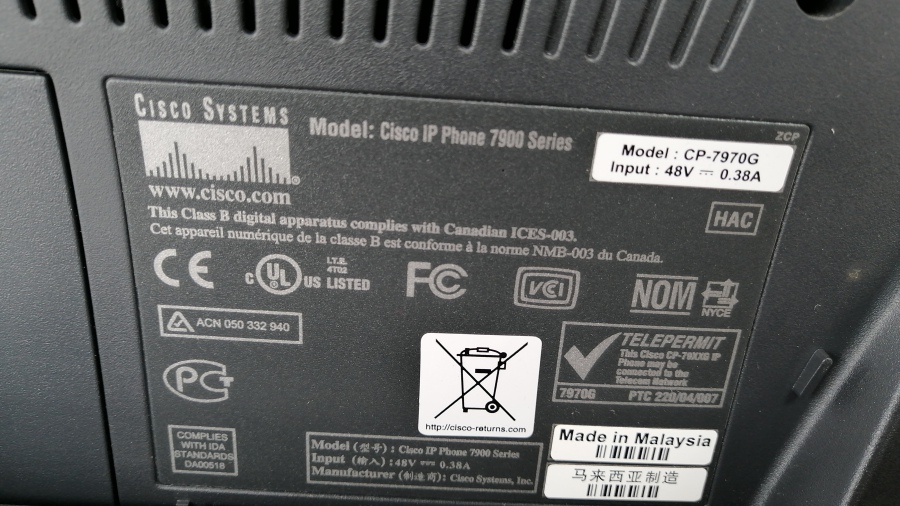 CISCO SYSTEMS
www.cisco.com
Model: Cisco IP Phone 7900 Series
ZCP
Model : CP-7970G
Input : 48V ⎓ 0.38A
HAC
This Class B digital apparatus complies with Canadian ICES-003.
Cet appareil numérique de la classe B est conforme à la norme NMB-003 du Canada.
CE
C UL US LISTED
I.T.E.
4T02
FC
VCI
NOM
NYCE
ACN 050 332 940
TELEPERMIT
This Cisco CP-79XXG IP
Phone may be
connected to the
Telecom Network
7970G PTC 220/04/007
PCT
http://cisco-returns.com
COMPLIES
WITH IDA
STANDARDS
DA00518
Model (型号): Cisco IP Phone 7900 Series
Input (输入): 48V ⎓ 0.38A
Manufacturer (制造商): Cisco Systems, Inc.
Made in Malaysia
马来西亚制造